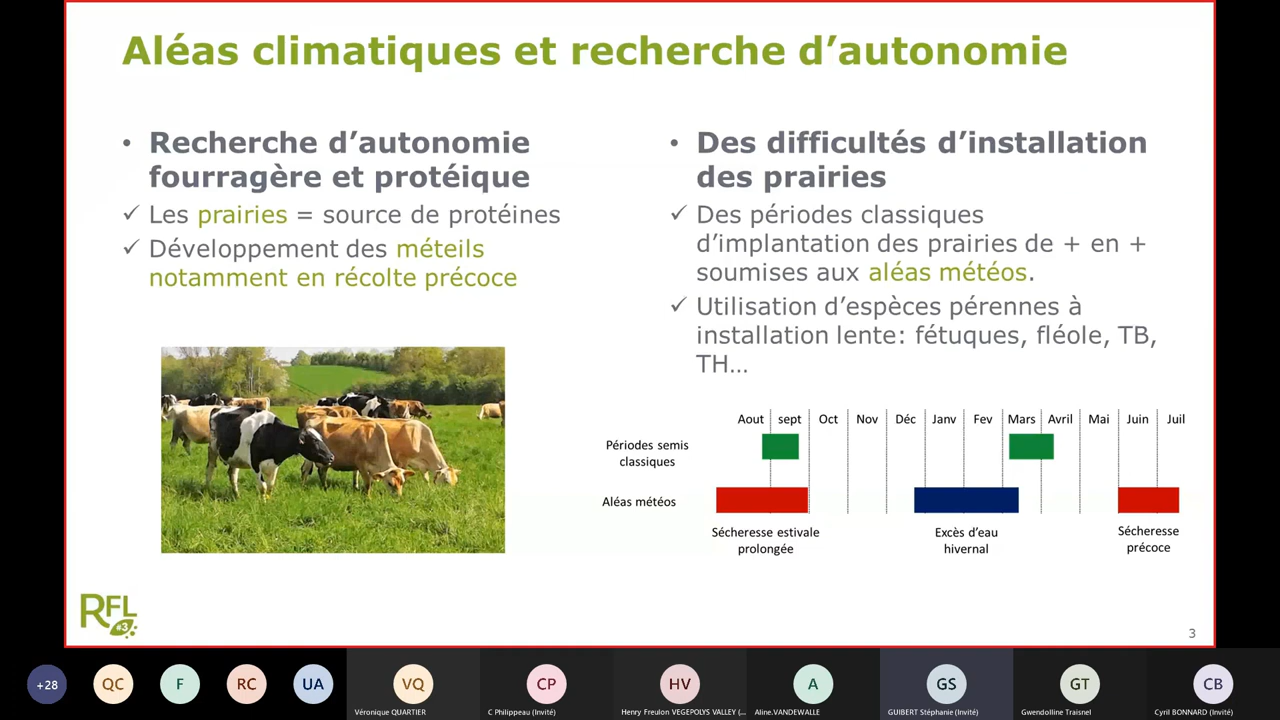 Aléas climatiques et recherche d’autonomie
• Recherche d’autonomie
fourragère et protéique
✓ Les prairies = source de protéines
✓ Développement des méteils
notamment en récolte précoce
• Des difficultés d’installation
des prairies
✓ Des périodes classiques
d’implantation des prairies de + en +
soumises aux aléas météos.
✓ Utilisation d’espèces pérennes à
installation lente: fétuques, fléole, TB,
TH…
Aout sept Oct Nov Déc Janv Fev Mars Avril Mai Juin Juil
Périodes semis
classiques
Aléas météos
Sécheresse estivale
prolongée
Excès d’eau
hivernal
Sécheresse
précoce
RFL
#3
3
+28 QC F RC UA VQ CP HV A GS GT CB
Véronique QUARTIER C Philippeau (Invité) Henry Freulon VEGEPOLYS VALLEY (... Aline.VANDEWALLE GUIBERT Stéphanie (Invité) Gwendolline Traisnel Cyril BONNARD (Invité)